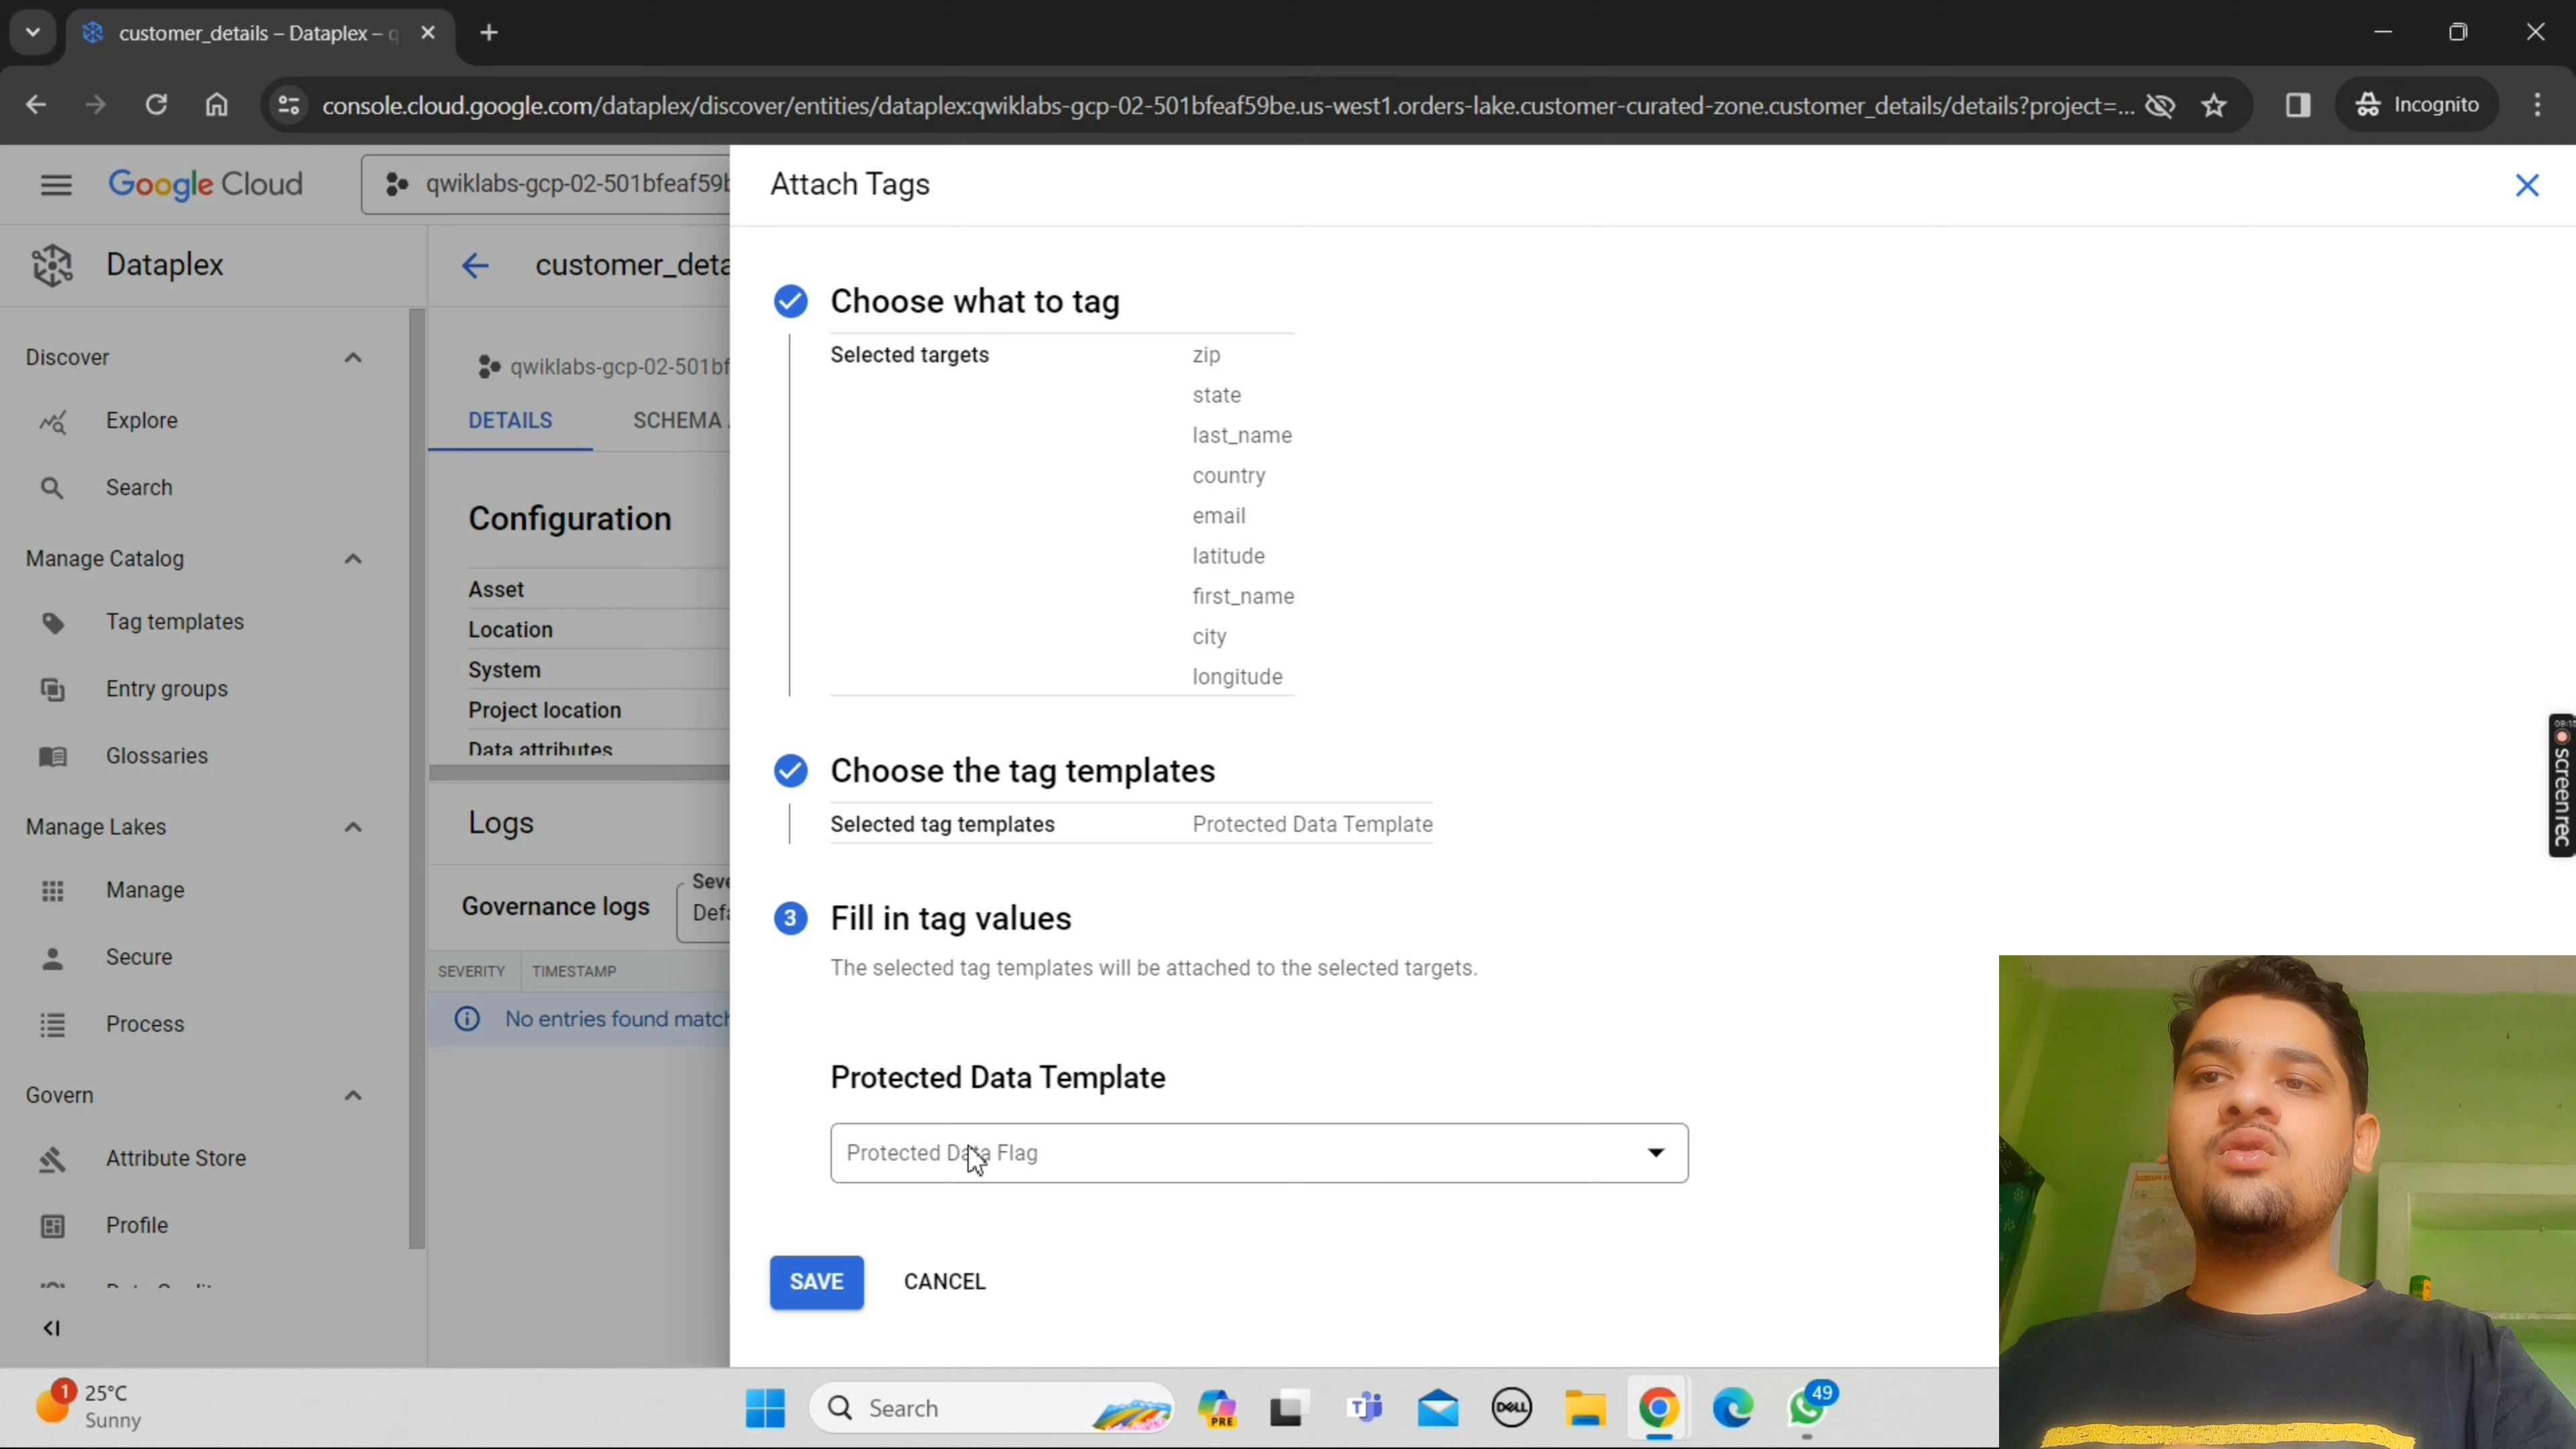 customer_details – Dataplex – q
console.cloud.google.com/dataplex/discover/entities/dataplex:qwiklabs-gcp-02-501bfeaf59be.us-west1.orders-lake.customer-curated-zone.customer_details/details?project=...
Incognito
Google Cloud
qwiklabs-gcp-02-501bfeaf59b
Attach Tags
Dataplex
customer_deta
Discover
Explore
Search
Manage Catalog
Tag templates
Entry groups
Glossaries
Manage Lakes
Manage
Secure
Process
Govern
Attribute Store
Profile
qwiklabs-gcp-02-501bf
DETAILS
SCHEMA
Configuration
Asset
Location
System
Project location
Data attributes
Logs
Governance logs
Seve
Defa
SEVERITY
TIMESTAMP
No entries found match
Choose what to tag
Selected targets
zip
state
last_name
country
email
latitude
first_name
city
longitude
Choose the tag templates
Selected tag templates
Protected Data Template
3 Fill in tag values
The selected tag templates will be attached to the selected targets.
Protected Data Template
Protected Data Flag
SAVE
CANCEL
screenrec
1
25°C
Sunny
Search
PRE
DELL
49